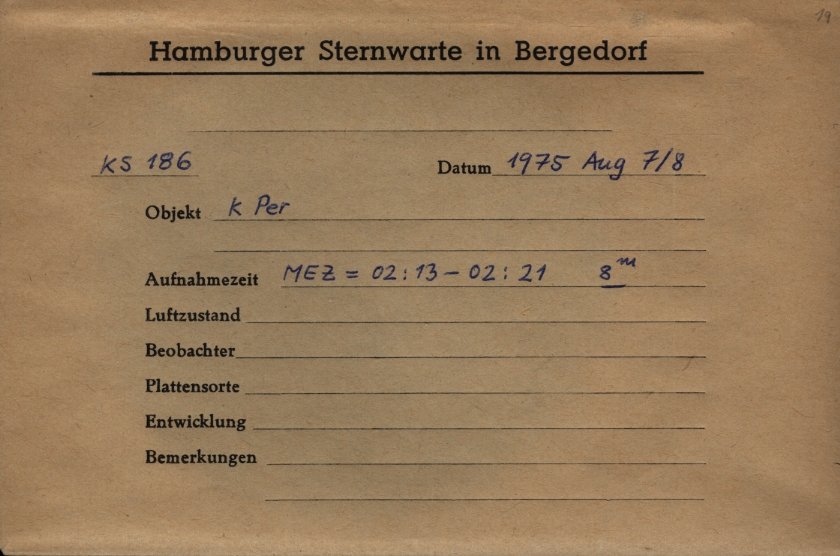 19
Hamburger Sternwarte in Bergedorf
KS 186 Datum 1975 Aug 7/8
Objekt κ Per
Aufnahmezeit MEZ = 02:13 – 02:21 8ᵐ
Luftzustand
Beobachter
Plattensorte
Entwicklung
Bemerkungen